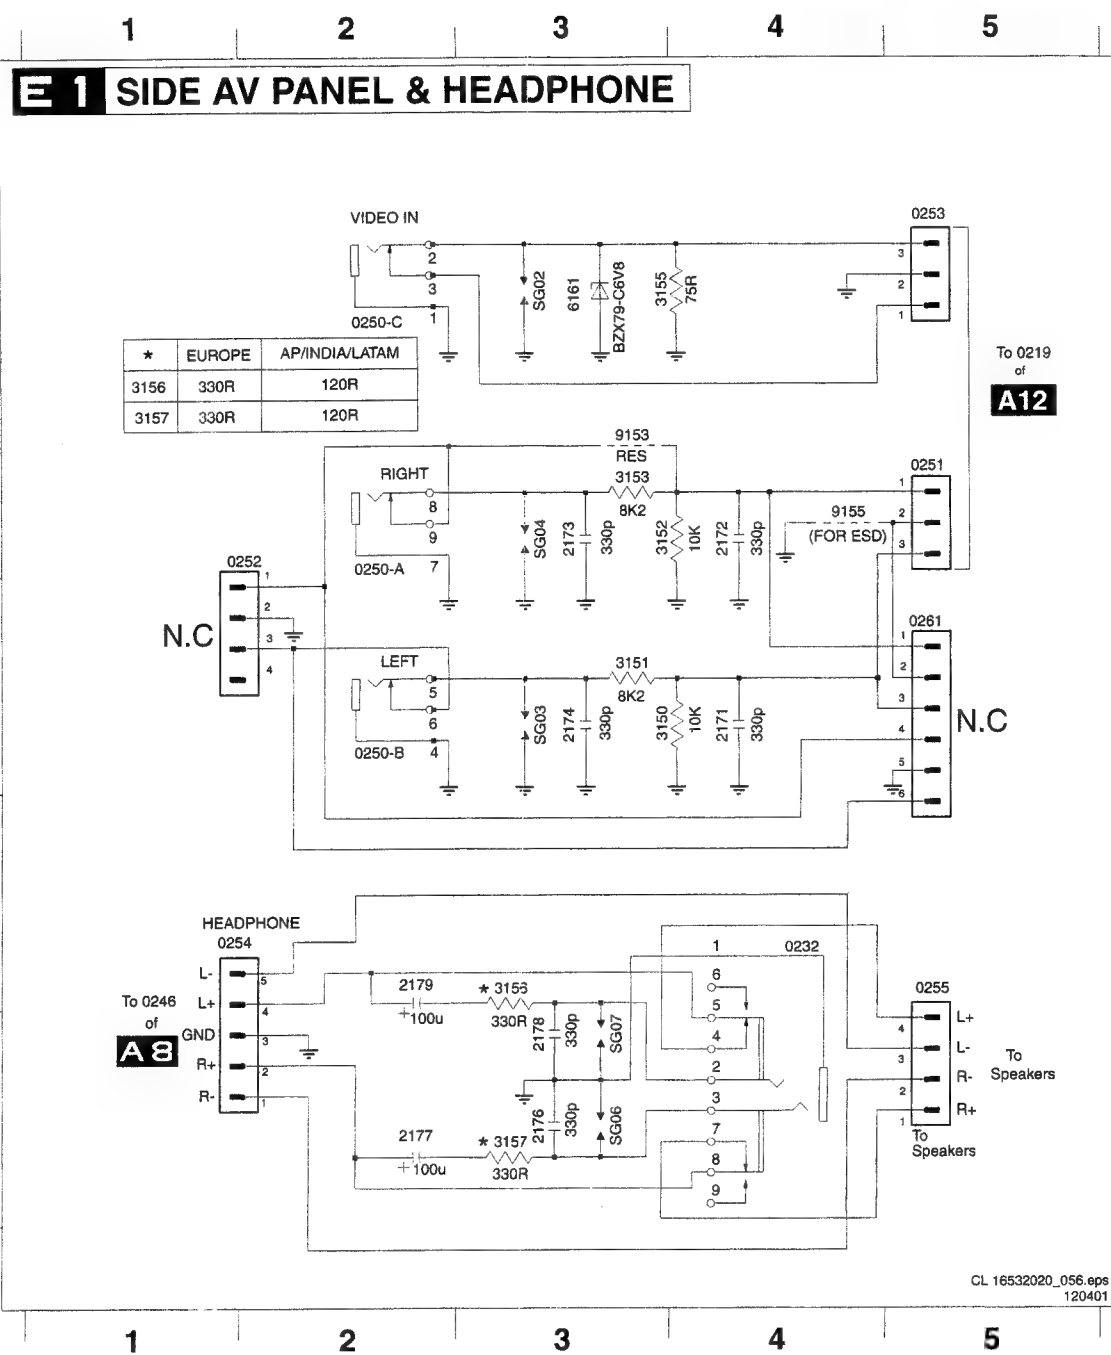 1 2 3 4 5
E 1 SIDE AV PANEL & HEADPHONE
VIDEO IN
2
3
1
0250-C
SG02
6161
BZX79-C6V8
3155
75R
0253
3
2
1
To 0219
of
A12
* EUROPE AP/INDIA/LATAM
3156 330R 120R
3157 330R 120R
9153
RES
RIGHT
8
9
7
0250-A
SG04
2173
330p
3153
8K2
3152
10K
2172
330p
9155
(FOR ESD)
0251
1
2
3
0252
1
2
3
4
N.C
LEFT
5
6
4
0250-B
SG03
2174
330p
3151
8K2
3150
10K
2171
330p
0261
1
2
3
4
5
6
N.C
HEADPHONE
0254
L- 5
L+ 4
GND 3
R+ 2
R- 1
To 0246
of
A8
2179
+ 100u
* 3156
330R
2178
330p
SG07
2176
330p
SG06
2177
+ 100u
* 3157
330R
1 0232
6
5
4
2
3
7
8
9
0255
L+
4
L-
3
R-
2
R+
1
To
Speakers
To
Speakers
CL 16532020_056.eps
120401
1 2 3 4 5